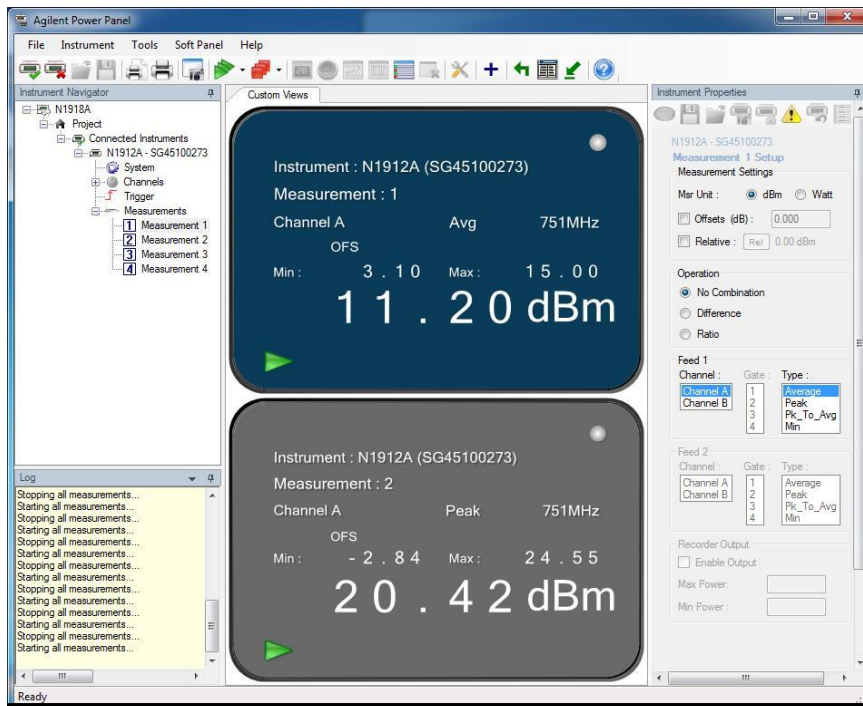 Agilent Power Panel
File Instrument Tools Soft Panel Help
Instrument Navigator
N1918A
Project
Connected Instruments
N1912A - SG45100273
System
Channels
Trigger
Measurements
1 Measurement 1
2 Measurement 2
3 Measurement 3
4 Measurement 4
Log
Stopping all measurements...
Starting all measurements...
Stopping all measurements...
Starting all measurements...
Stopping all measurements...
Starting all measurements...
Stopping all measurements...
Starting all measurements...
Stopping all measurements...
Starting all measurements...
Stopping all measurements...
Starting all measurements...
Stopping all measurements...
Starting all measurements...
Custom Views
Instrument : N1912A (SG45100273)
Measurement : 1
Channel A Avg 751MHz
OFS
Min : 3.10 Max : 15.00
11.20 dBm
Instrument : N1912A (SG45100273)
Measurement : 2
Channel A Peak 751MHz
OFS
Min : -2.84 Max : 24.55
20.42 dBm
Instrument Properties
N1912A - SG45100273
Measurement 1 Setup
Measurement Settings
Msr Unit : dBm Watt
Offsets (dB) : 0.000
Relative : Rel 0.00 dBm
Operation
No Combination
Difference
Ratio
Feed 1
Channel : Gate : Type :
Channel A 1 Average
Channel B 2 Peak
3 Pk_To_Avg
4 Min
Feed 2
Channel : Gate : Type :
Channel A 1 Average
Channel B 2 Peak
3 Pk_To_Avg
4 Min
Recorder Output
Enable Output
Max Power:
Min Power :
Ready